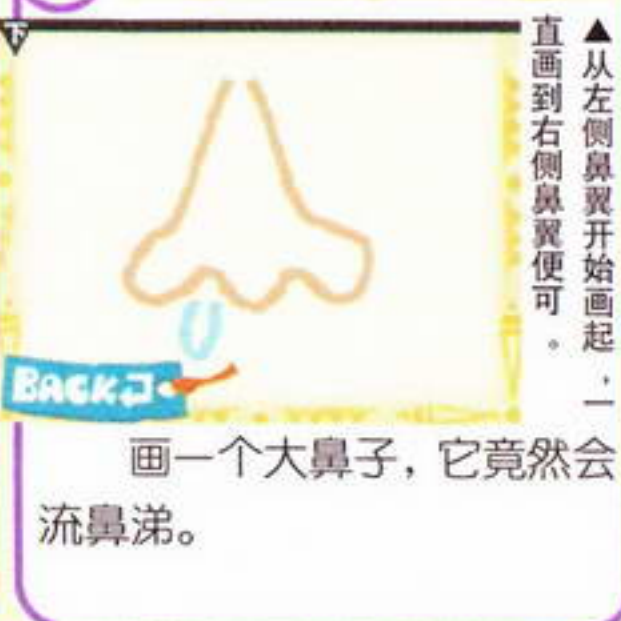 下
▲从左侧鼻翼开始画起，一
直画到右侧鼻翼便可。
BACK
画一个大鼻子，它竟然会
流鼻涕。